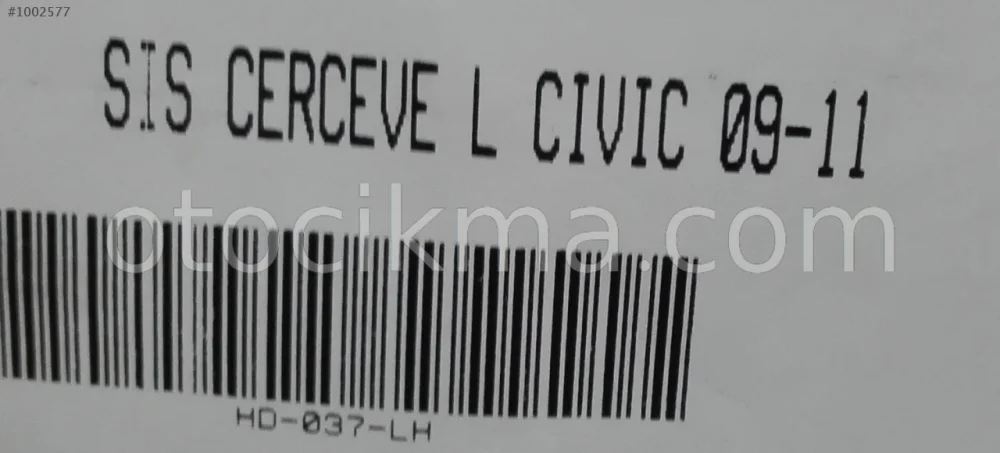 #1002577
SIS CERCEVE L CIVIC 09-11
otocikma.com
HD-037-LH